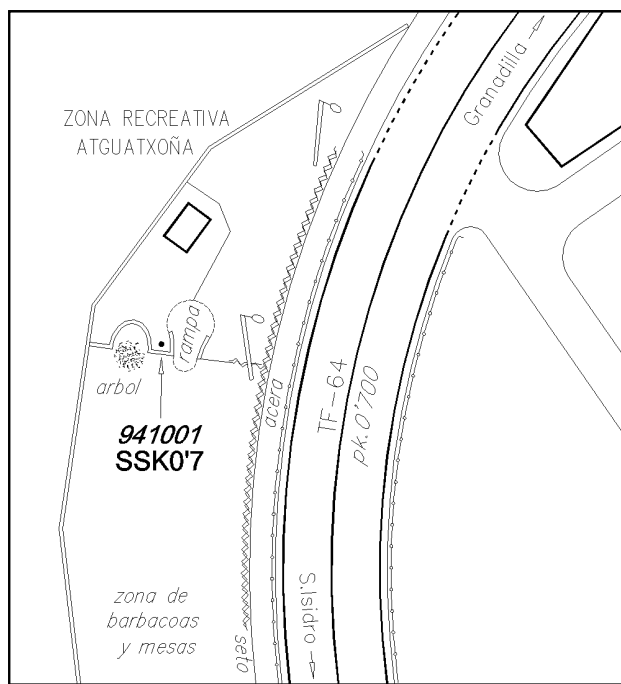 ZONA RECREATIVA
ATGUATXOÑA
Granadilla
rampa
arbol
acera
TF-64
pk.0'700
941001
SSK0'7
zona de
barbacoas
y mesas
seto
S.Isidro